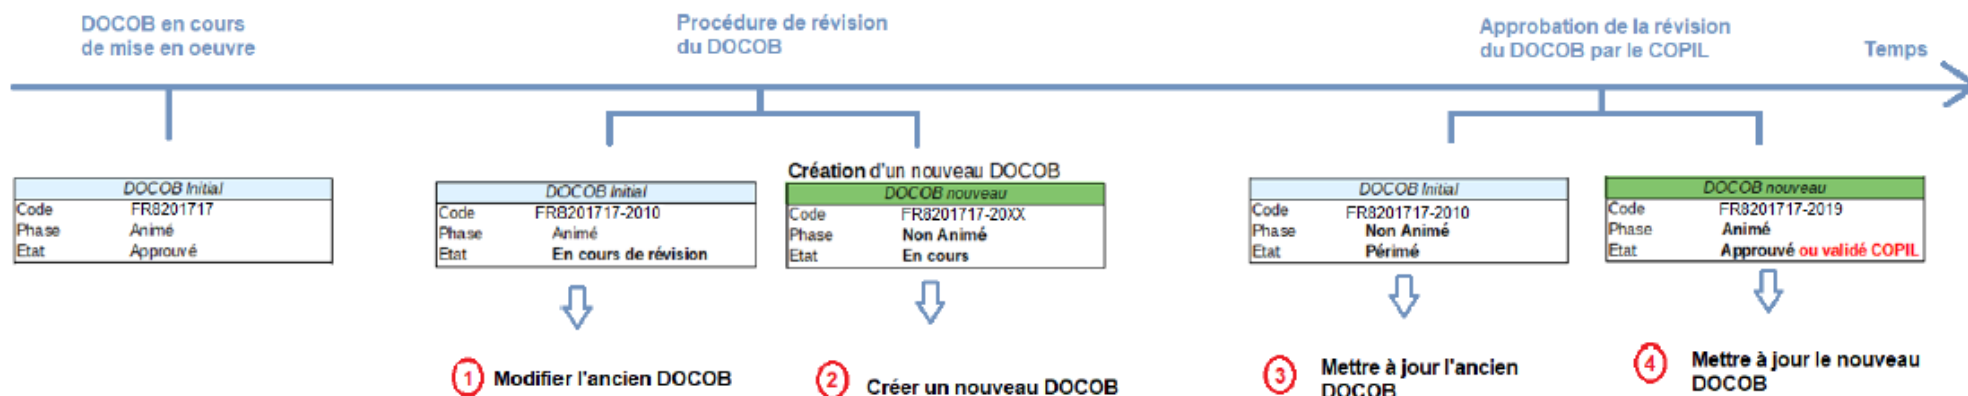 DOCOB en cours
de mise en oeuvre
Procédure de révision
du DOCOB
Approbation de la révision
du DOCOB par le COPIL
Temps
DOCOB Initial
Code FR8201717
Phase Animé
Etat Approuvé
DOCOB Initial
Code FR8201717-2010
Phase Animé
Etat En cours de révision
Création d'un nouveau DOCOB
DOCOB nouveau
Code FR8201717-20XX
Phase Non Animé
Etat En cours
DOCOB Initial
Code FR8201717-2010
Phase Non Animé
Etat Périmé
DOCOB nouveau
Code FR8201717-2019
Phase Animé
Etat Approuvé ou validé COPIL
1 Modifier l'ancien DOCOB
2 Créer un nouveau DOCOB
3 Mettre à jour l'ancien
DOCOB
4 Mettre à jour le nouveau
DOCOB